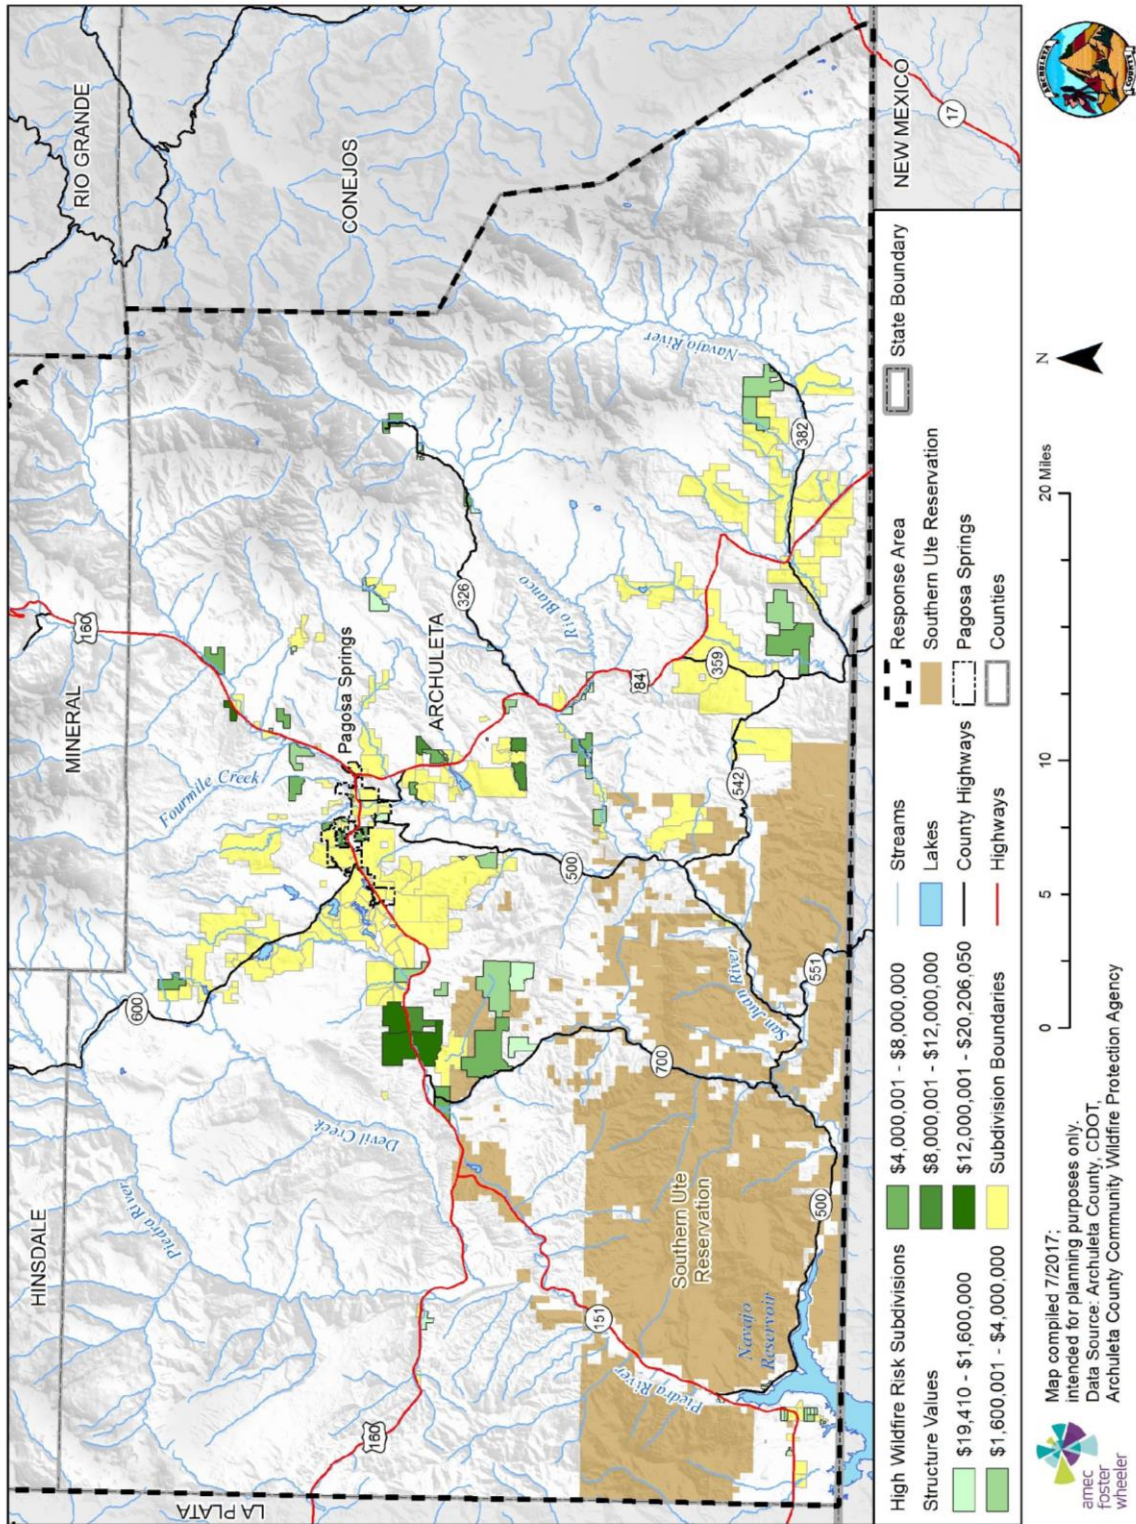 HINSDALE
MINERAL
RIO GRANDE
LA PLATA
CONEJOS
ARCHULETA
NEW MEXICO
Piedra River
Devil Creek
Fourmile Creek
Pagosa Springs
Rio Blanco
Navajo River
San Juan River
Piedra River
Navajo
Reservoir
Southern Ute
Reservation
160
160
600
326
84
359
382
17
151
700
500
500
542
551
High Wildfire Risk Subdivisions
Structure Values
$19,410 - $1,600,000
$1,600,001 - $4,000,000
$4,000,001 - $8,000,000
$8,000,001 - $12,000,000
$12,000,001 - $20,206,050
Subdivision Boundaries
Streams
Lakes
County Highways
Highways
Response Area
Southern Ute Reservation
Pagosa Springs
Counties
State Boundary
amec
foster
wheeler
Map compiled 7/2017;
intended for planning purposes only.
Data Source: Archuleta County, CDOT,
Archuleta County Community Wildfire Protection Agency
0
5
10
20 Miles
N
ARCHULETA
COUNTY